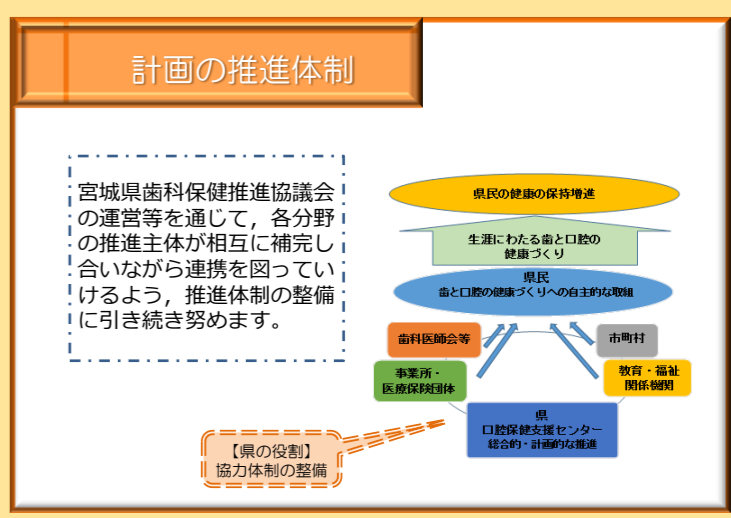 計画の推進体制
宮城県歯科保健推進協議会
の運営等を通じて，各分野
の推進主体が相互に補完し
合いながら連携を図ってい
けるよう，推進体制の整備
に引き続き努めます。
県民の健康の保持増進
生涯にわたる歯と口腔の
健康づくり
県民
歯と口腔の健康づくりへの自主的な取組
歯科医師会等
市町村
事業所・
医療保険団体
教育・福祉
関係機関
県
口腔保健支援センター
総合的・計画的な推進
【県の役割】
協力体制の整備